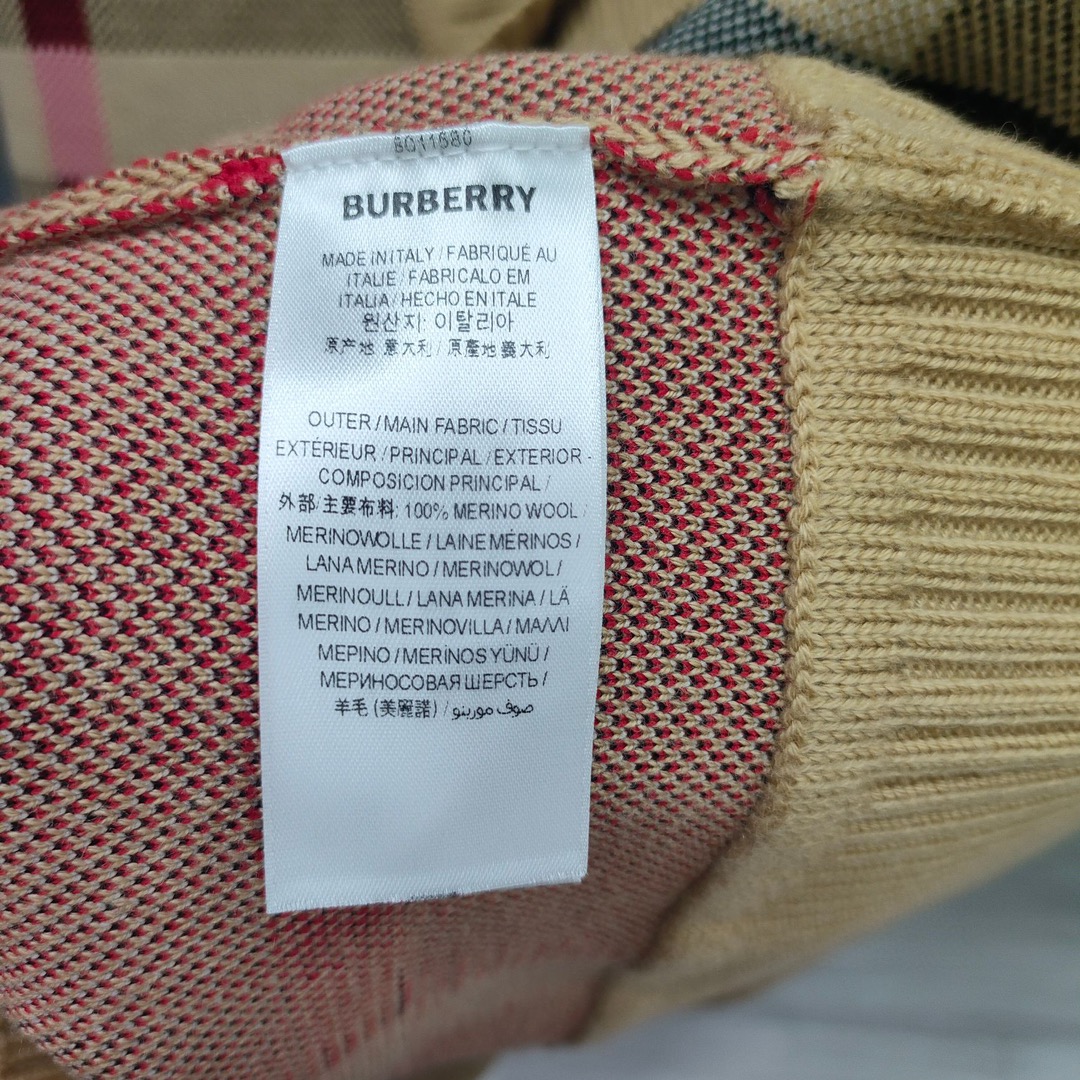 8011680
BURBERRY
MADE IN ITALY / FABRIQUÉ AU
ITALIE / FABRICALO EM
ITALIA / HECHO EN ITALE
원산지: 이탈리아
原产地 意大利 / 原產地 義大利
OUTER / MAIN FABRIC / TISSU
EXTÉRIEUR / PRINCIPAL / EXTERIOR -
COMPOSICION PRINCIPAL /
外部/主要布料: 100% MERINO WOOL /
MERINOWOLLE / LAINE MÉRINOS /
LANA MERINO / MERINOWOL /
MERINOULL / LANA MERINA / LÃ
MERINO / MERINOVILLA / ΜΑΛΛΙ
ΜΕΡΙΝΟ / MERINOS YÜNÜ /
МЕРИНОСОВАЯ ШЕРСТЬ /
羊毛 (美麗諾) / صوف مورينو